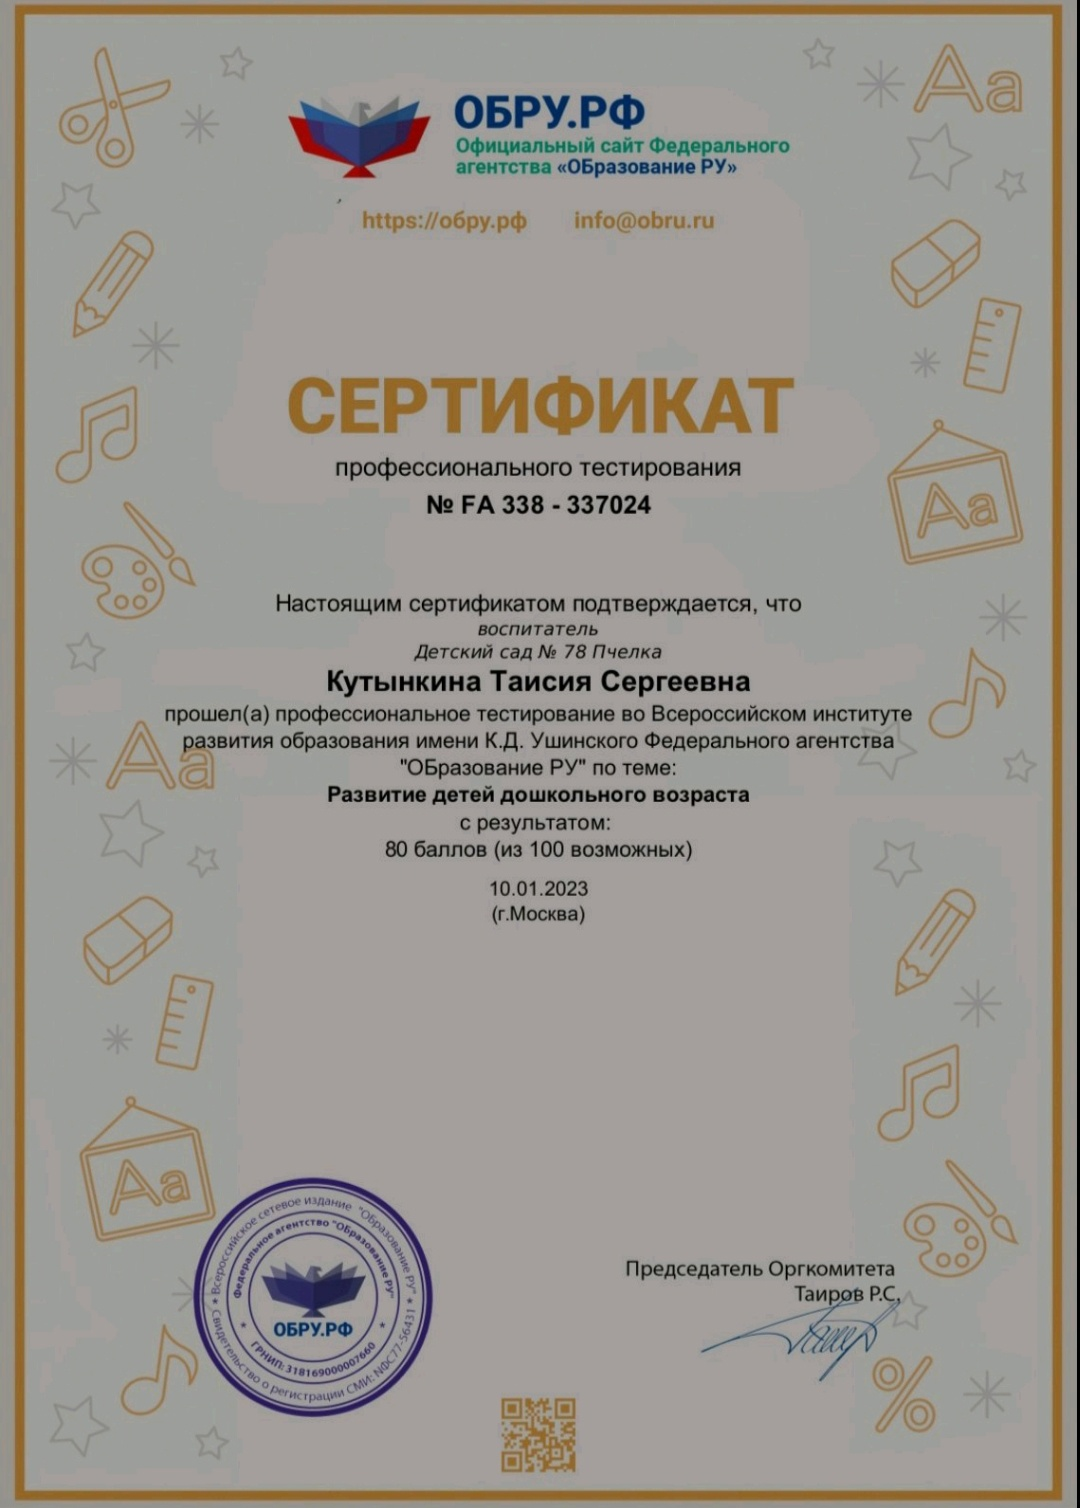 ОБРУ.РФ
Официальный сайт Федерального
агентства «ОБразование РУ»
https://обру.рф info@obru.ru
Aa
СЕРТИФИКАТ
профессионального тестирования
№ FA 338 - 337024
Aa
Настоящим сертификатом подтверждается, что
воспитатель
Детский сад № 78 Пчелка
Кутынкина Таисия Сергеевна
прошел(а) профессиональное тестирование во Всероссийском институте
развития образования имени К.Д. Ушинского Федерального агентства
"ОБразование РУ" по теме:
Aa
Развитие детей дошкольного возраста
с результатом:
80 баллов (из 100 возможных)
10.01.2023
(г.Москва)
Aa
Всероссийское сетевое издание "Образование РУ"
Свидетельство о регистрации СМИ: №ФС77-56431
Федеральное агентство "ОБразование РУ"
ОБРУ.РФ
ГРНИП: 318169000007660
Председатель Оргкомитета
Таиров Р.С.
%